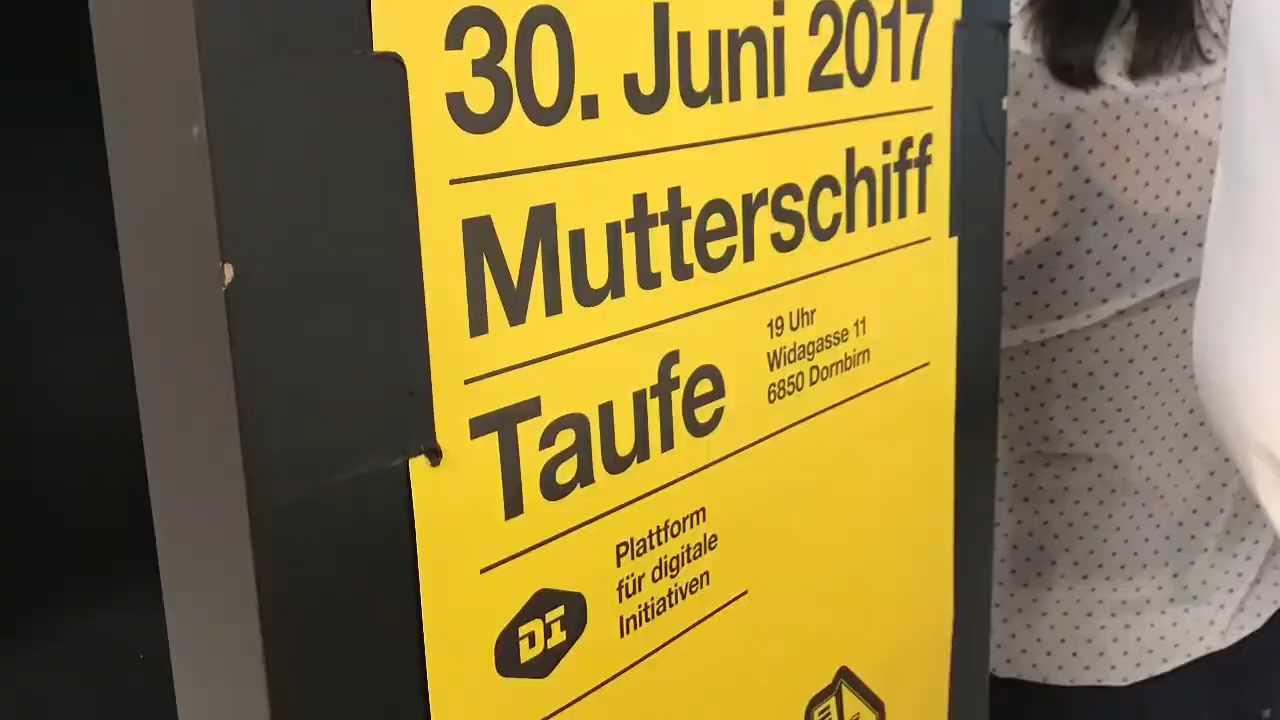 30. Juni 2017
Mutterschiff
Taufe
19 Uhr
Widagasse 11
6850 Dornbirn
Plattform
für digitale
Initiativen
DI